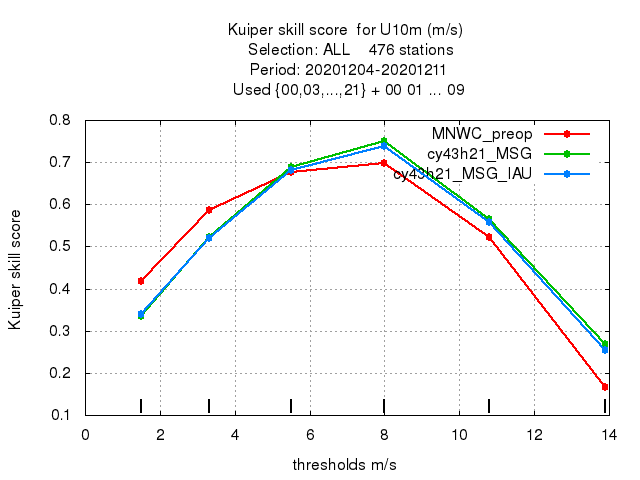 Kuiper skill score  for U10m (m/s)
Selection: ALL    476 stations
Period: 20201204-20201211
Used {00,03,...,21} + 00 01 ... 09
MNWC_preop
cy43h21_MSG
cy43h21_MSG_IAU
0.8
0.7
0.6
0.5
0.4
0.3
0.2
0.1
Kuiper skill score
0 2 4 6 8 10 12 14
thresholds m/s